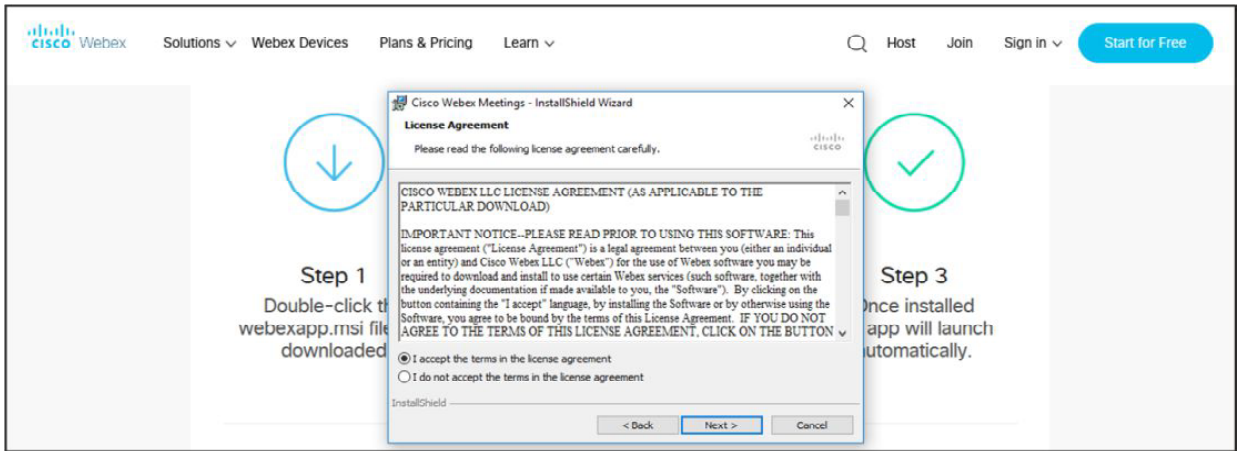 CISCO Webex Solutions Webex Devices Plans & Pricing Learn Host Join Sign in Start for Free
Cisco Webex Meetings - InstallShield Wizard
License Agreement
Please read the following license agreement carefully.
CISCO
CISCO WEBEX LLC LICENSE AGREEMENT (AS APPLICABLE TO THE
PARTICULAR DOWNLOAD)
IMPORTANT NOTICE--PLEASE READ PRIOR TO USING THIS SOFTWARE: This
license agreement ("License Agreement") is a legal agreement between you (either an individual
or an entity) and Cisco Webex LLC ("Webex") for the use of Webex software you may be
required to download and install to use certain Webex services (such software, together with
the underlying documentation if made available to you, the "Software"). By clicking on the
button containing the "I accept" language, by installing the Software or by otherwise using the
Software, you agree to be bound by the terms of this License Agreement. IF YOU DO NOT
AGREE TO THE TERMS OF THIS LICENSE AGREEMENT, CLICK ON THE BUTTON
I accept the terms in the license agreement
I do not accept the terms in the license agreement
InstallShield
< Back Next > Cancel
Step 1
Double-click th
webexapp.msi file
downloaded
Step 3
Once installed
app will launch
automatically.